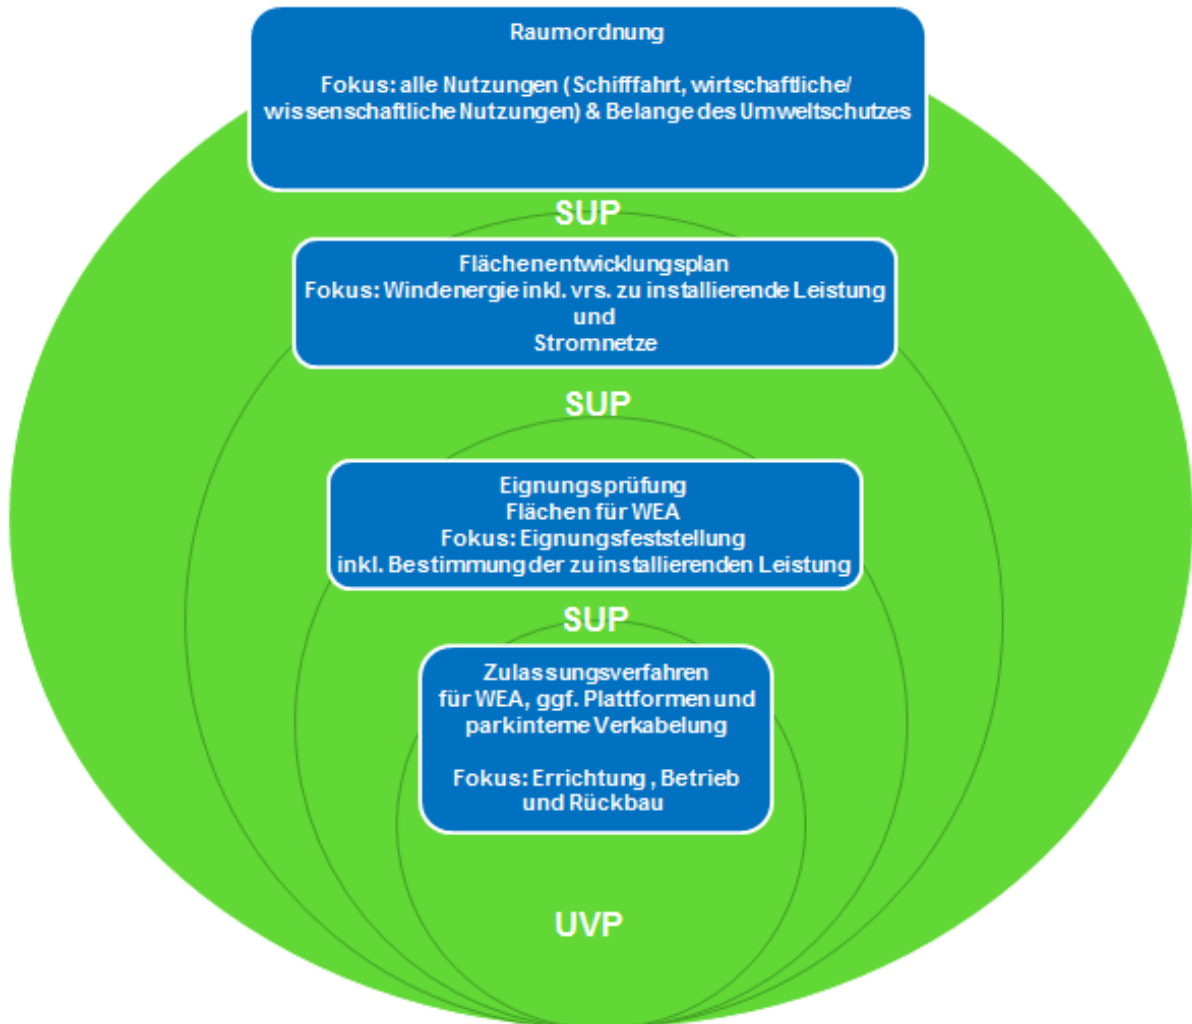 Raumordnung
Fokus: alle Nutzungen (Schifffahrt, wirtschaftliche/
wissenschaftliche Nutzungen) & Belange des Umweltschutzes
SUP
Flächenentwicklungsplan
Fokus: Windenergie inkl. vrs. zu installierende Leistung
und
Stromnetze
SUP
Eignungsprüfung
Flächen für WEA
Fokus: Eignungsfeststellung
inkl. Bestimmung der zu installierenden Leistung
SUP
Zulassungsverfahren
für WEA, ggf. Plattformen und
parkinterne Verkabelung
Fokus: Errichtung , Betrieb
und Rückbau
UVP